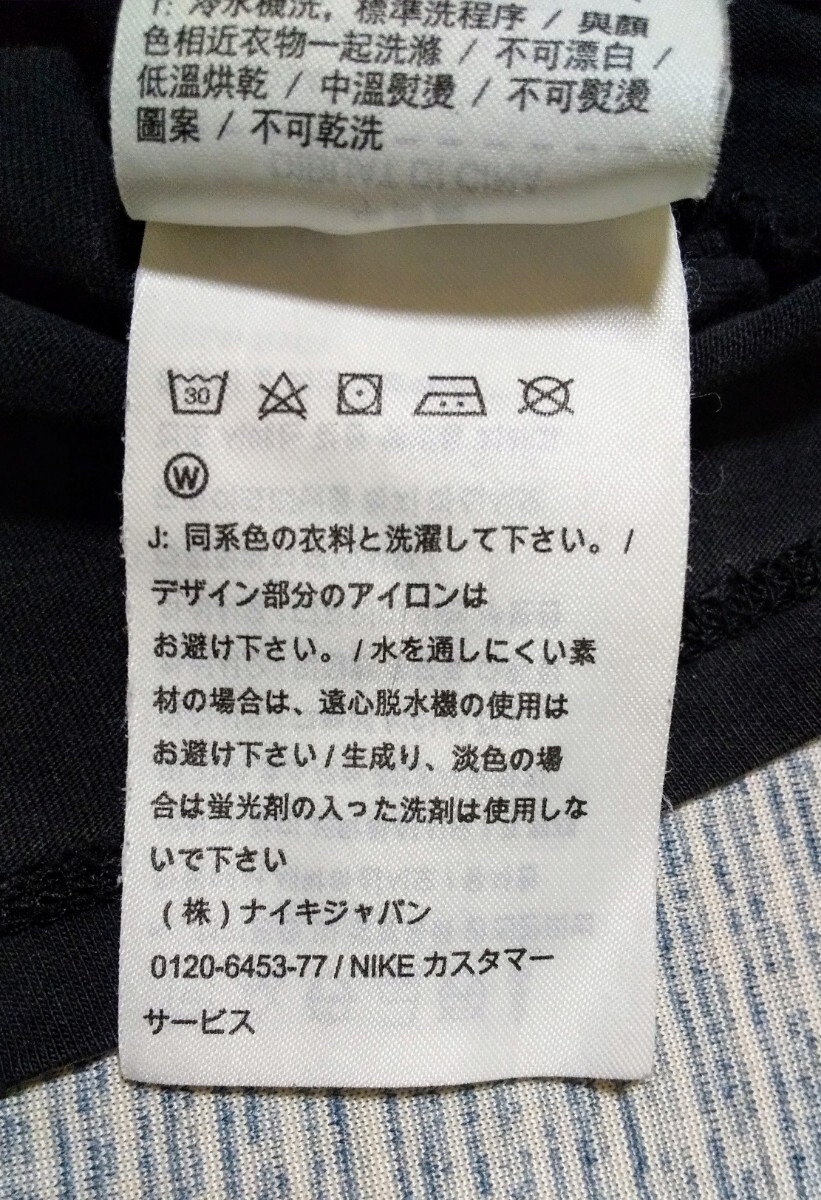 T: 冷水機洗，標準洗程序 / 與顏
色相近衣物一起洗滌 / 不可漂白 /
低溫烘乾 / 中溫熨燙 / 不可熨燙
圖案 / 不可乾洗
30
W
J: 同系色の衣料と洗濯して下さい。 /
デザイン部分のアイロンは
お避け下さい。 / 水を通しにくい素
材の場合は、遠心脱水機の使用は
お避け下さい / 生成り、淡色の場
合は蛍光剤の入った洗剤は使用しな
いで下さい
(株)ナイキジャパン
0120-6453-77 / NIKE カスタマー
サービス